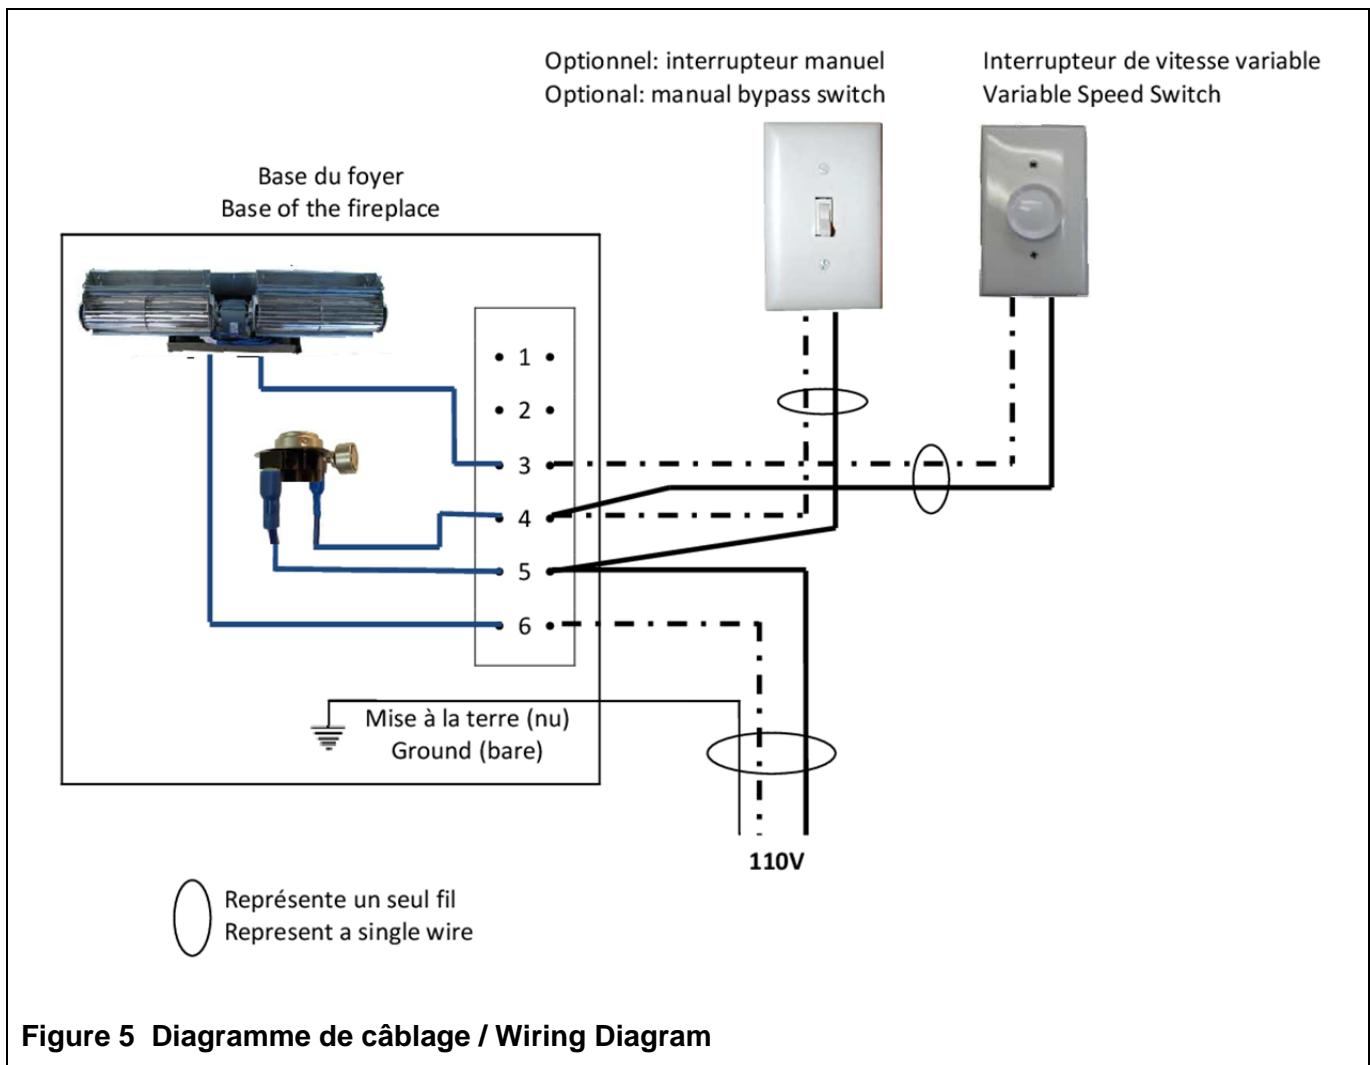 Optionnel: interrupteur manuel
Optional: manual bypass switch
Interrupteur de vitesse variable
Variable Speed Switch
Base du foyer
Base of the fireplace
1
2
3
4
5
6
Mise à la terre (nu)
Ground (bare)
110V
Représente un seul fil
Represent a single wire
Figure 5 Diagramme de câblage / Wiring Diagram